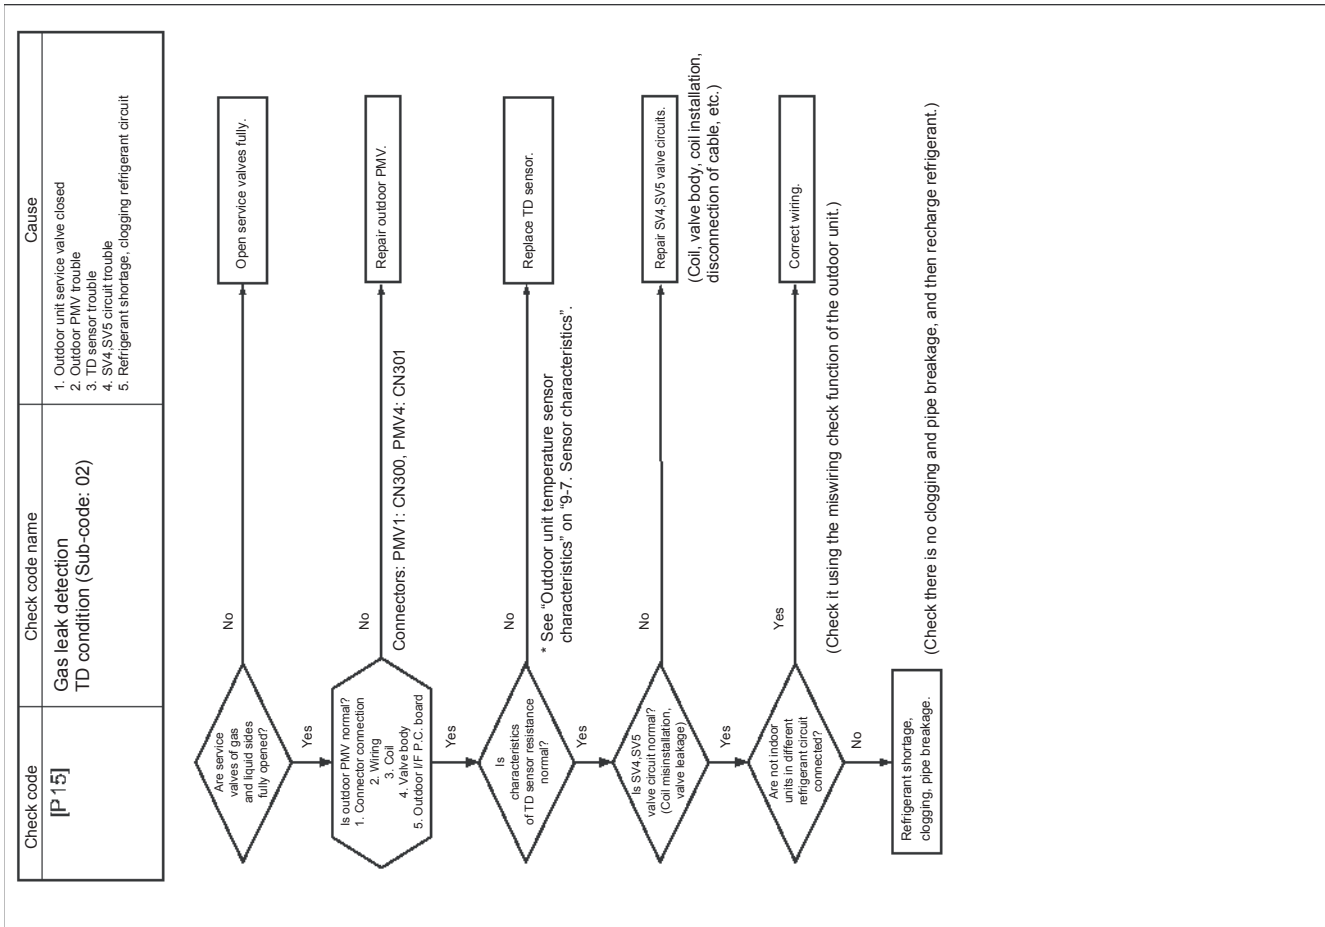 Check code
Check code name
Cause
[P15]
Gas leak detection
TD condition (Sub-code: 02)
1. Outdoor unit service valve closed
2. Outdoor PMV trouble
3. TD sensor trouble
4. SV4,SV5 circuit trouble
5. Refrigerant shortage, clogging refrigerant circuit
Are service
valves of gas
and liquid sides
fully opened?
No
Open service valves fully.
Yes
Is outdoor PMV normal?
1. Connector connection
2. Wiring
3. Coil
4. Valve body
5. Outdoor I/F P.C. board
No
Repair outdoor PMV.
Connectors: PMV1: CN300, PMV4: CN301
Yes
Is
characteristics
of TD sensor resistance
normal?
No
Replace TD sensor.
* See “Outdoor unit temperature sensor
characteristics” on “9-7. Sensor characteristics”.
Yes
Is SV4,SV5
valve circuit normal?
(Coil misinstallation,
valve leakage)
No
Repair SV4,SV5 valve circuits.
(Coil, valve body, coil installation,
disconnection of cable, etc.)
Yes
Are not indoor
units in different
refrigerant circuit
connected?
Yes
Correct wiring.
(Check it using the miswiring check function of the outdoor unit.)
No
Refrigerant shortage,
clogging, pipe breakage.
(Check there is no clogging and pipe breakage, and then recharge refrigerant.)